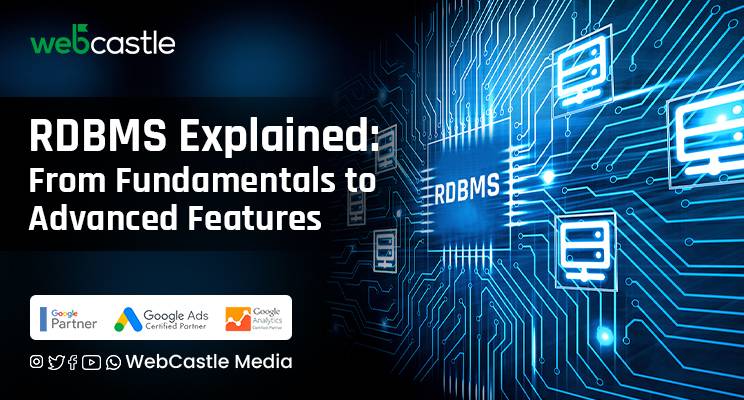 webcastle
RDBMS Explained:
From Fundamentals to
Advanced Features
RDBMS
Google
Partner
Google Ads
Certified Partner
Google
Analytics
Certified Partner
WebCastle Media